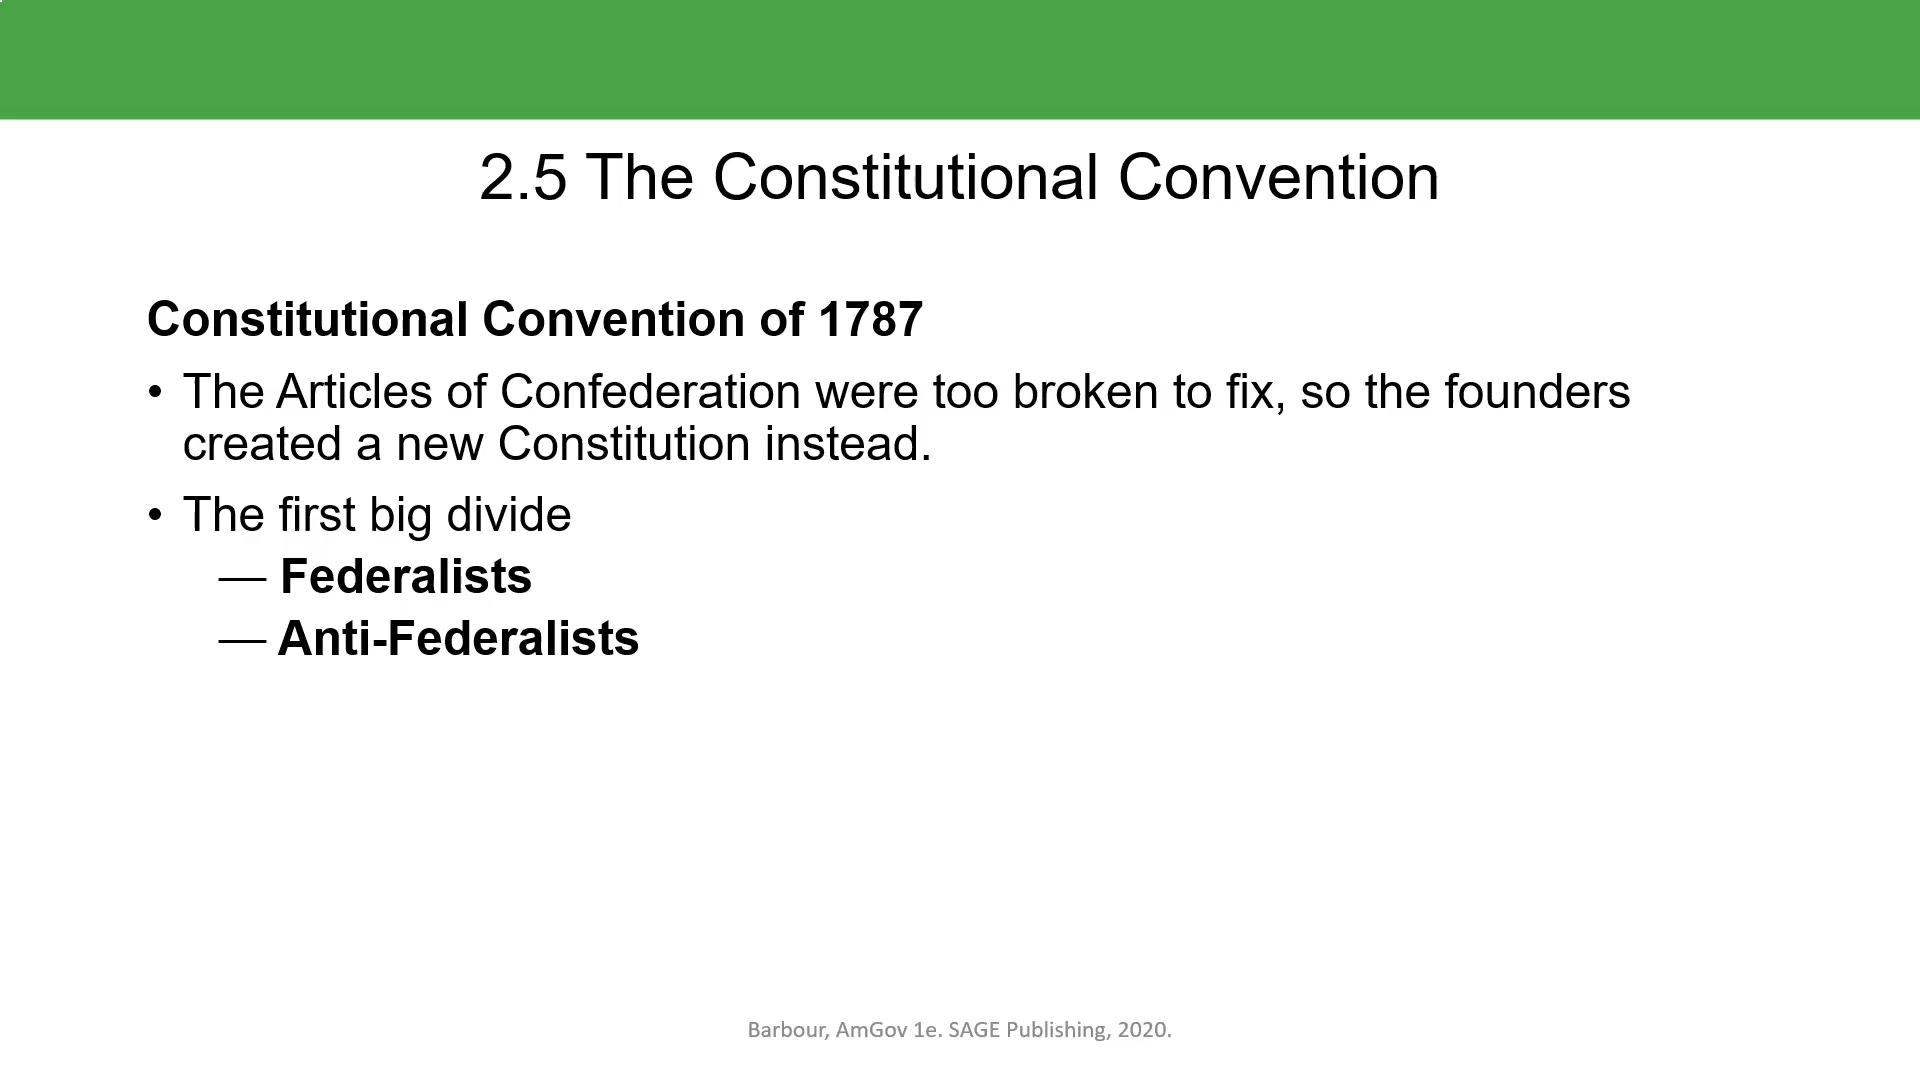 2.5 The Constitutional Convention
Constitutional Convention of 1787
• The Articles of Confederation were too broken to fix, so the founders
created a new Constitution instead.
• The first big divide
— Federalists
— Anti-Federalists
Barbour, AmGov 1e. SAGE Publishing, 2020.